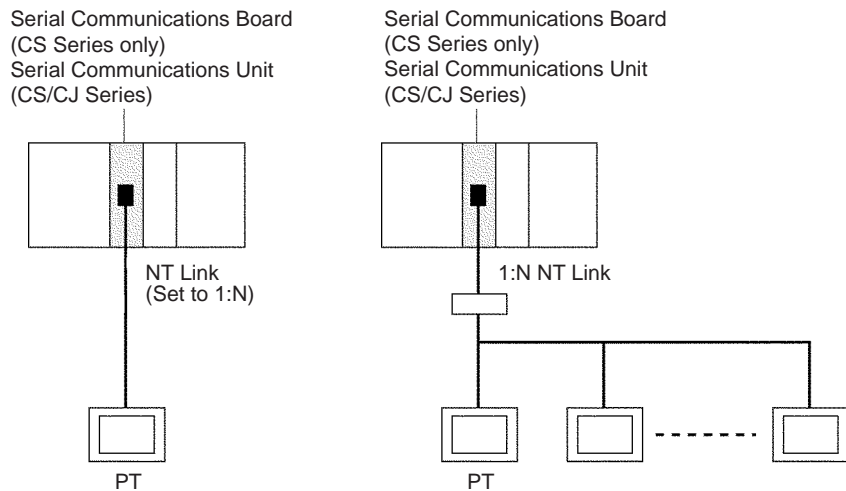 Serial Communications Board
(CS Series only)
Serial Communications Unit
(CS/CJ Series)
NT Link
(Set to 1:N)
PT
Serial Communications Board
(CS Series only)
Serial Communications Unit
(CS/CJ Series)
1:N NT Link
PT